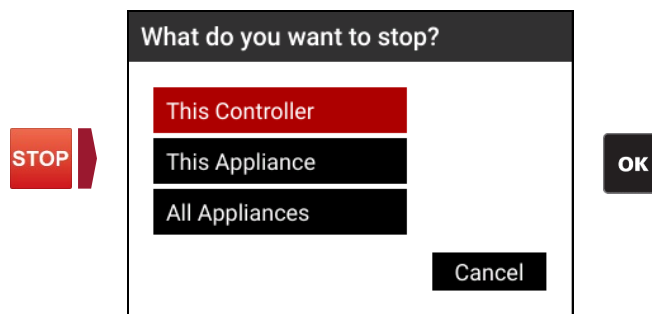 What do you want to stop?
This Controller
STOP
This Appliance
OK
All Appliances
Cancel